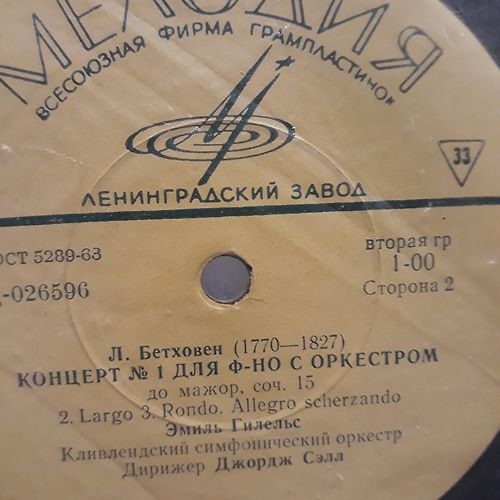 МЕЛОДИЯ
ВСЕСОЮЗНАЯ ФИРМА ГРАМПЛАСТИНОК
33
ЛЕНИНГРАДСКИЙ ЗАВОД
ОСТ 5289-63
-026596
вторая гр
1-00
Сторона 2
Л. Бетховен (1770—1827)
КОНЦЕРТ № 1 ДЛЯ Ф-НО С ОРКЕСТРОМ
до мажор, соч. 15
2. Largo 3. Rondo. Allegro scherzando
Эмиль Гилельс
Кливлендский симфонический оркестр
Дирижер Джордж Сэлл